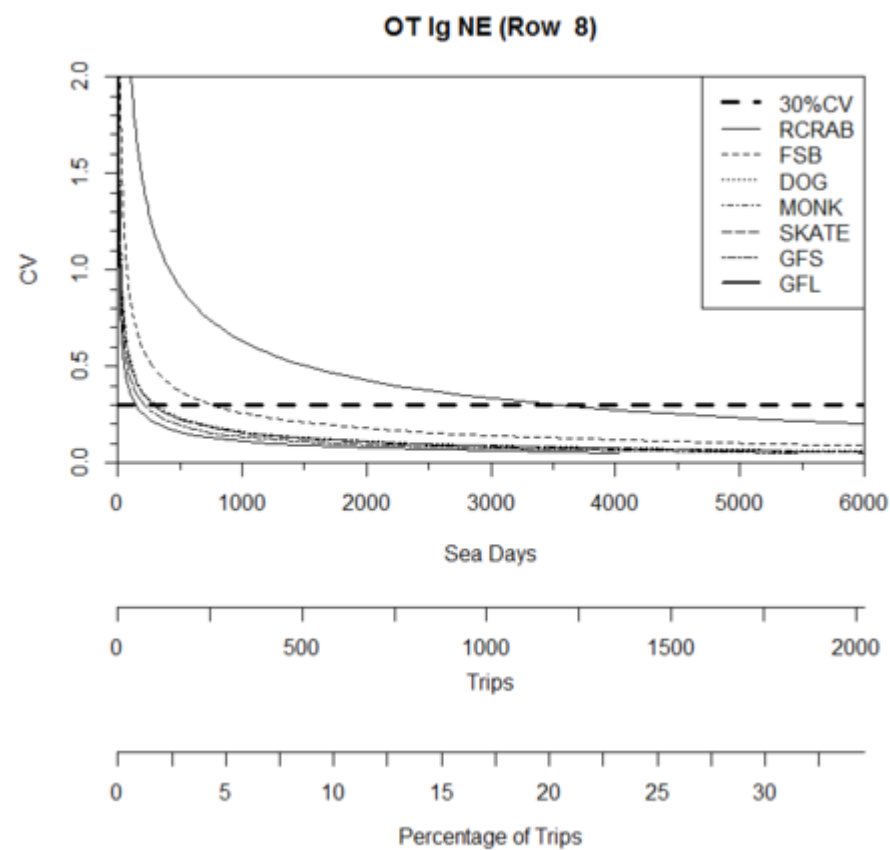 OT lg NE (Row 8)
2.0
1.5
1.0
0.5
0.0
CV
30%CV
RCRAB
FSB
DOG
MONK
SKATE
GFS
GFL
0 1000 2000 3000 4000 5000 6000
Sea Days
0 500 1000 1500 2000
Trips
0 5 10 15 20 25 30
Percentage of Trips